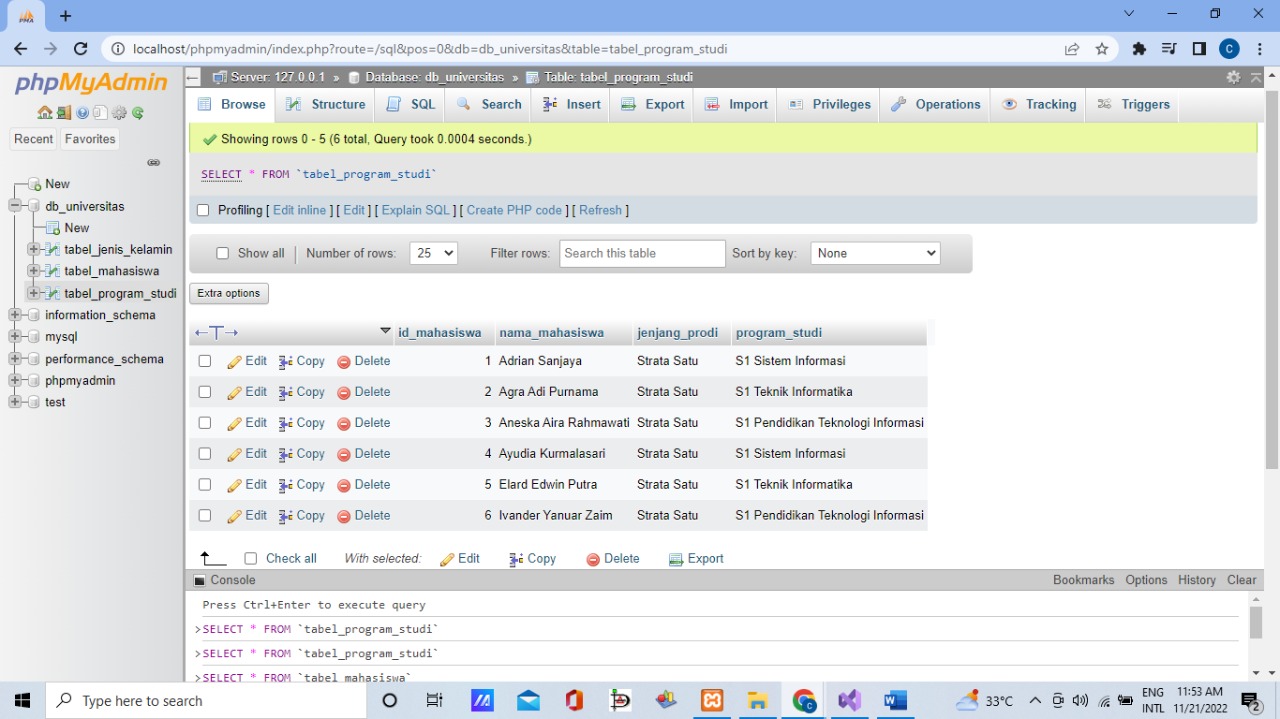 localhost/phpmyadmin/index.php?route=/sql&pos=0&db=db_universitas&table=tabel_program_studi
C
phpMyAdmin
Recent Favorites
New
db_universitas
New
tabel_jenis_kelamin
tabel_mahasiswa
tabel_program_studi
information_schema
mysql
performance_schema
phpmyadmin
test
Server: 127.0.0.1 » Database: db_universitas » Table: tabel_program_studi
Browse Structure SQL Search Insert Export Import Privileges Operations Tracking Triggers
Showing rows 0 - 5 (6 total, Query took 0.0004 seconds.)
SELECT * FROM `tabel_program_studi`
Profiling [ Edit inline ] [ Edit ] [ Explain SQL ] [ Create PHP code ] [ Refresh ]
Show all | Number of rows: 25 Filter rows: Search this table Sort by key: None
Extra options
←T→ id_mahasiswa nama_mahasiswa jenjang_prodi program_studi
Edit Copy Delete 1 Adrian Sanjaya Strata Satu S1 Sistem Informasi
Edit Copy Delete 2 Agra Adi Purnama Strata Satu S1 Teknik Informatika
Edit Copy Delete 3 Aneska Aira Rahmawati Strata Satu S1 Pendidikan Teknologi Informasi
Edit Copy Delete 4 Ayudia Kurmalasari Strata Satu S1 Sistem Informasi
Edit Copy Delete 5 Elard Edwin Putra Strata Satu S1 Teknik Informatika
Edit Copy Delete 6 Ivander Yanuar Zaim Strata Satu S1 Pendidikan Teknologi Informasi
Check all With selected: Edit Copy Delete Export
Console Bookmarks Options History Clear
Press Ctrl+Enter to execute query
>SELECT * FROM `tabel_program_studi`
>SELECT * FROM `tabel_program_studi`
>SELECT * FROM `tabel_mahasiswa`
Type here to search
33°C
ENG 11:53 AM
INTL 11/21/2022
2